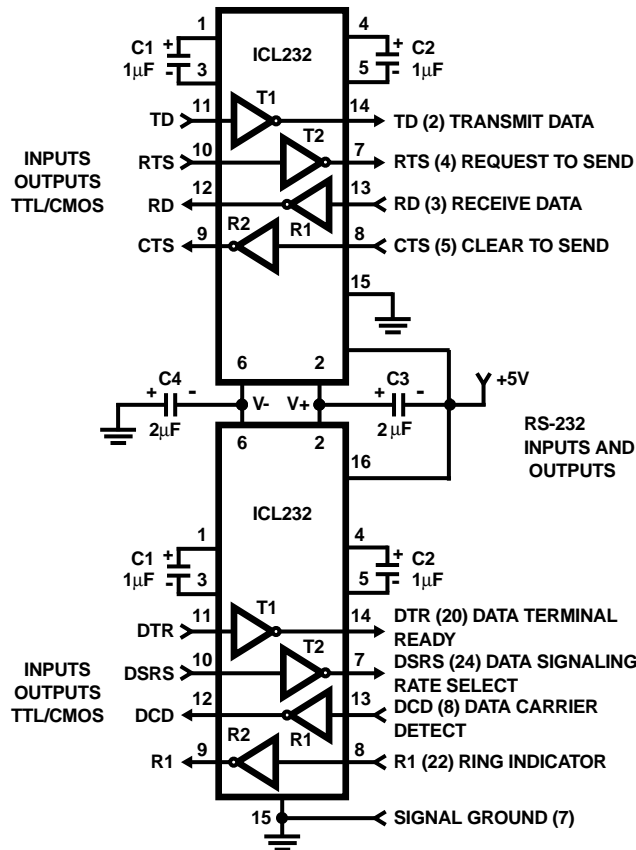 1
4
C1
+
1µF
-
3
ICL232
+
C2
5
-
1µF
11
T1
14
TD
TD (2) TRANSMIT DATA
INPUTS
OUTPUTS
TTL/CMOS
10
T2
7
RTS
RTS (4) REQUEST TO SEND
12
13
RD
R1
RD (3) RECEIVE DATA
9
R2
8
CTS
CTS (5) CLEAR TO SEND
15
6
2
C4
+
-
2µF
V-
V+
C3
+
-
2µF
+5V
RS-232
INPUTS AND
OUTPUTS
6
2
16
ICL232
1
4
C1
+
1µF
-
3
+
C2
5
-
1µF
11
T1
14
DTR
DTR (20) DATA TERMINAL
READY
INPUTS
OUTPUTS
TTL/CMOS
10
T2
7
DSRS
DSRS (24) DATA SIGNALING
RATE SELECT
12
13
DCD
R1
DCD (8) DATA CARRIER
DETECT
9
R2
8
R1
R1 (22) RING INDICATOR
15
SIGNAL GROUND (7)